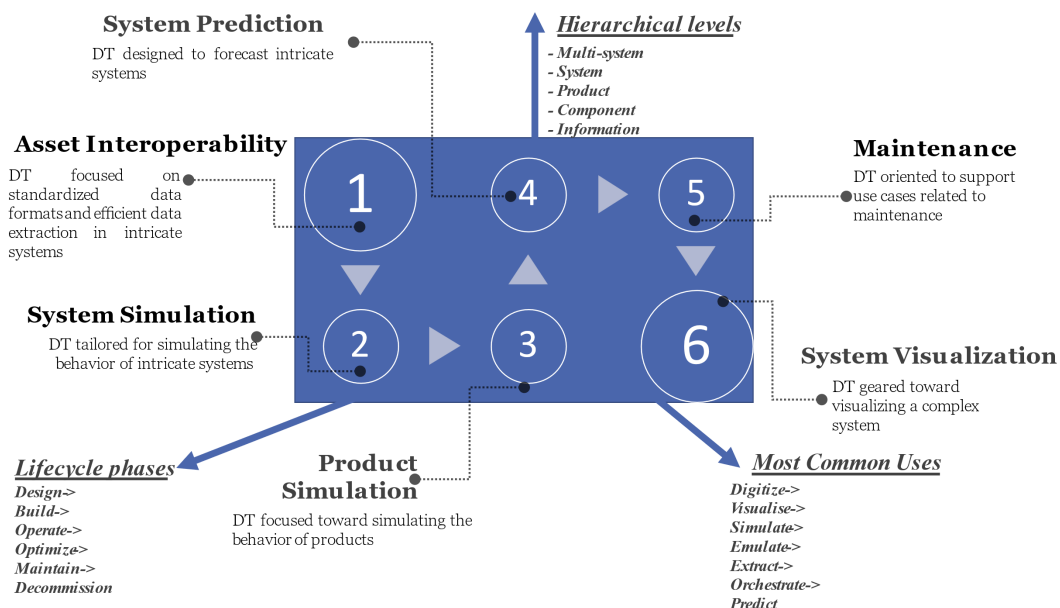 System Prediction
DT designed to forecast intricate
systems
Hierarchical levels
- Multi-system
- System
- Product
- Component
- Information
Asset Interoperability
DT focused on
standardized data
formats and efficient data
extraction in intricate
systems
1
4
5
Maintenance
DT oriented to support
use cases related to
maintenance
System Simulation
DT tailored for simulating the
behavior of intricate systems
2
3
6
System Visualization
DT geared toward
visualizing a complex
system
Lifecycle phases
Design->
Build->
Operate->
Optimize->
Maintain->
Decommission
Product
Simulation
DT focused toward simulating the
behavior of products
Most Common Uses
Digitize->
Visualise->
Simulate->
Emulate->
Extract->
Orchestrate->
Predict